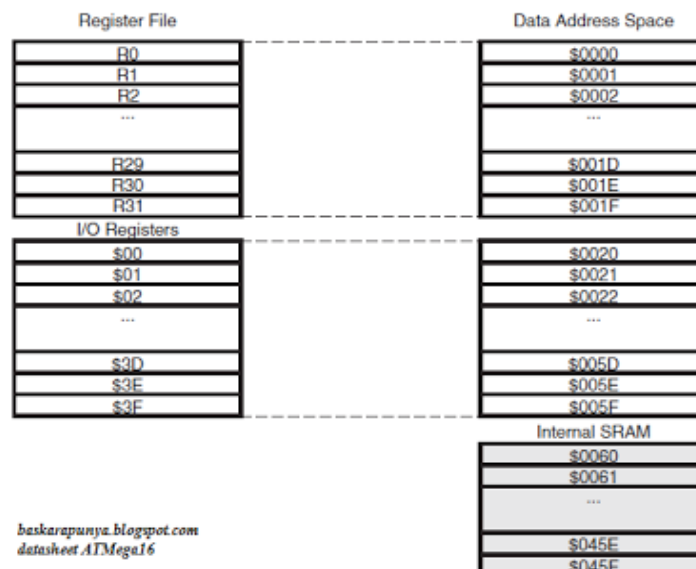 Register File
Data Address Space
R0
$0000
R1
$0001
R2
$0002
...
...
R29
$001D
R30
$001E
R31
$001F
I/O Registers
$00
$0020
$01
$0021
$02
$0022
...
...
$3D
$005D
$3E
$005E
$3F
$005F
Internal SRAM
$0060
$0061
...
$045E
$045F
baskarapunya.blogspot.com
datasheet ATMega16